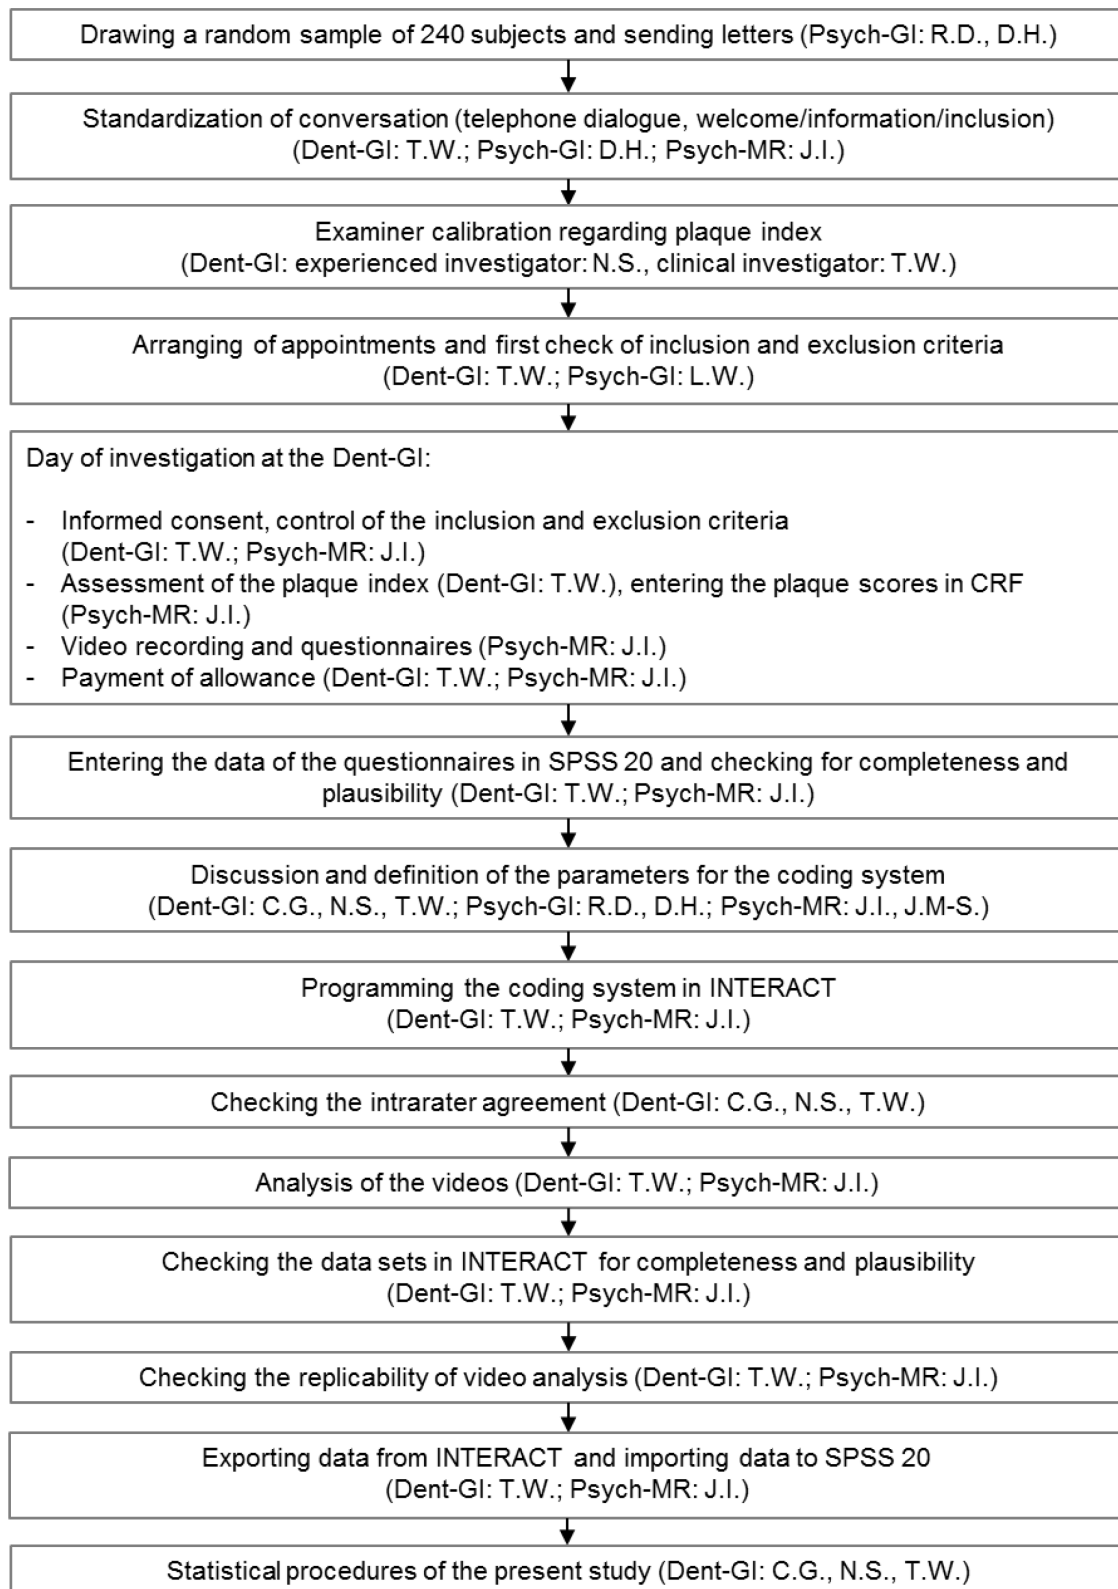 Drawing a random sample of 240 subjects and sending letters (Psych-GI: R.D., D.H.)
Standardization of conversation (telephone dialogue, welcome/information/inclusion)
(Dent-GI: T.W.; Psych-GI: D.H.; Psych-MR: J.I.)
Examiner calibration regarding plaque index
(Dent-GI: experienced investigator: N.S., clinical investigator: T.W.)
Arranging of appointments and first check of inclusion and exclusion criteria
(Dent-GI: T.W.; Psych-GI: L.W.)
Day of investigation at the Dent-GI:
- Informed consent, control of the inclusion and exclusion criteria
(Dent-GI: T.W.; Psych-MR: J.I.)
- Assessment of the plaque index (Dent-GI: T.W.), entering the plaque scores in CRF
(Psych-MR: J.I.)
- Video recording and questionnaires (Psych-MR: J.I.)
- Payment of allowance (Dent-GI: T.W.; Psych-MR: J.I.)
Entering the data of the questionnaires in SPSS 20 and checking for completeness and
plausibility (Dent-GI: T.W.; Psych-MR: J.I.)
Discussion and definition of the parameters for the coding system
(Dent-GI: C.G., N.S., T.W.; Psych-GI: R.D., D.H.; Psych-MR: J.I., J.M-S.)
Programming the coding system in INTERACT
(Dent-GI: T.W.; Psych-MR: J.I.)
Checking the intrarater agreement (Dent-GI: C.G., N.S., T.W.)
Analysis of the videos (Dent-GI: T.W.; Psych-MR: J.I.)
Checking the data sets in INTERACT for completeness and plausibility
(Dent-GI: T.W.; Psych-MR: J.I.)
Checking the replicability of video analysis (Dent-GI: T.W.; Psych-MR: J.I.)
Exporting data from INTERACT and importing data to SPSS 20
(Dent-GI: T.W.; Psych-MR: J.I.)
Statistical procedures of the present study (Dent-GI: C.G., N.S., T.W.)